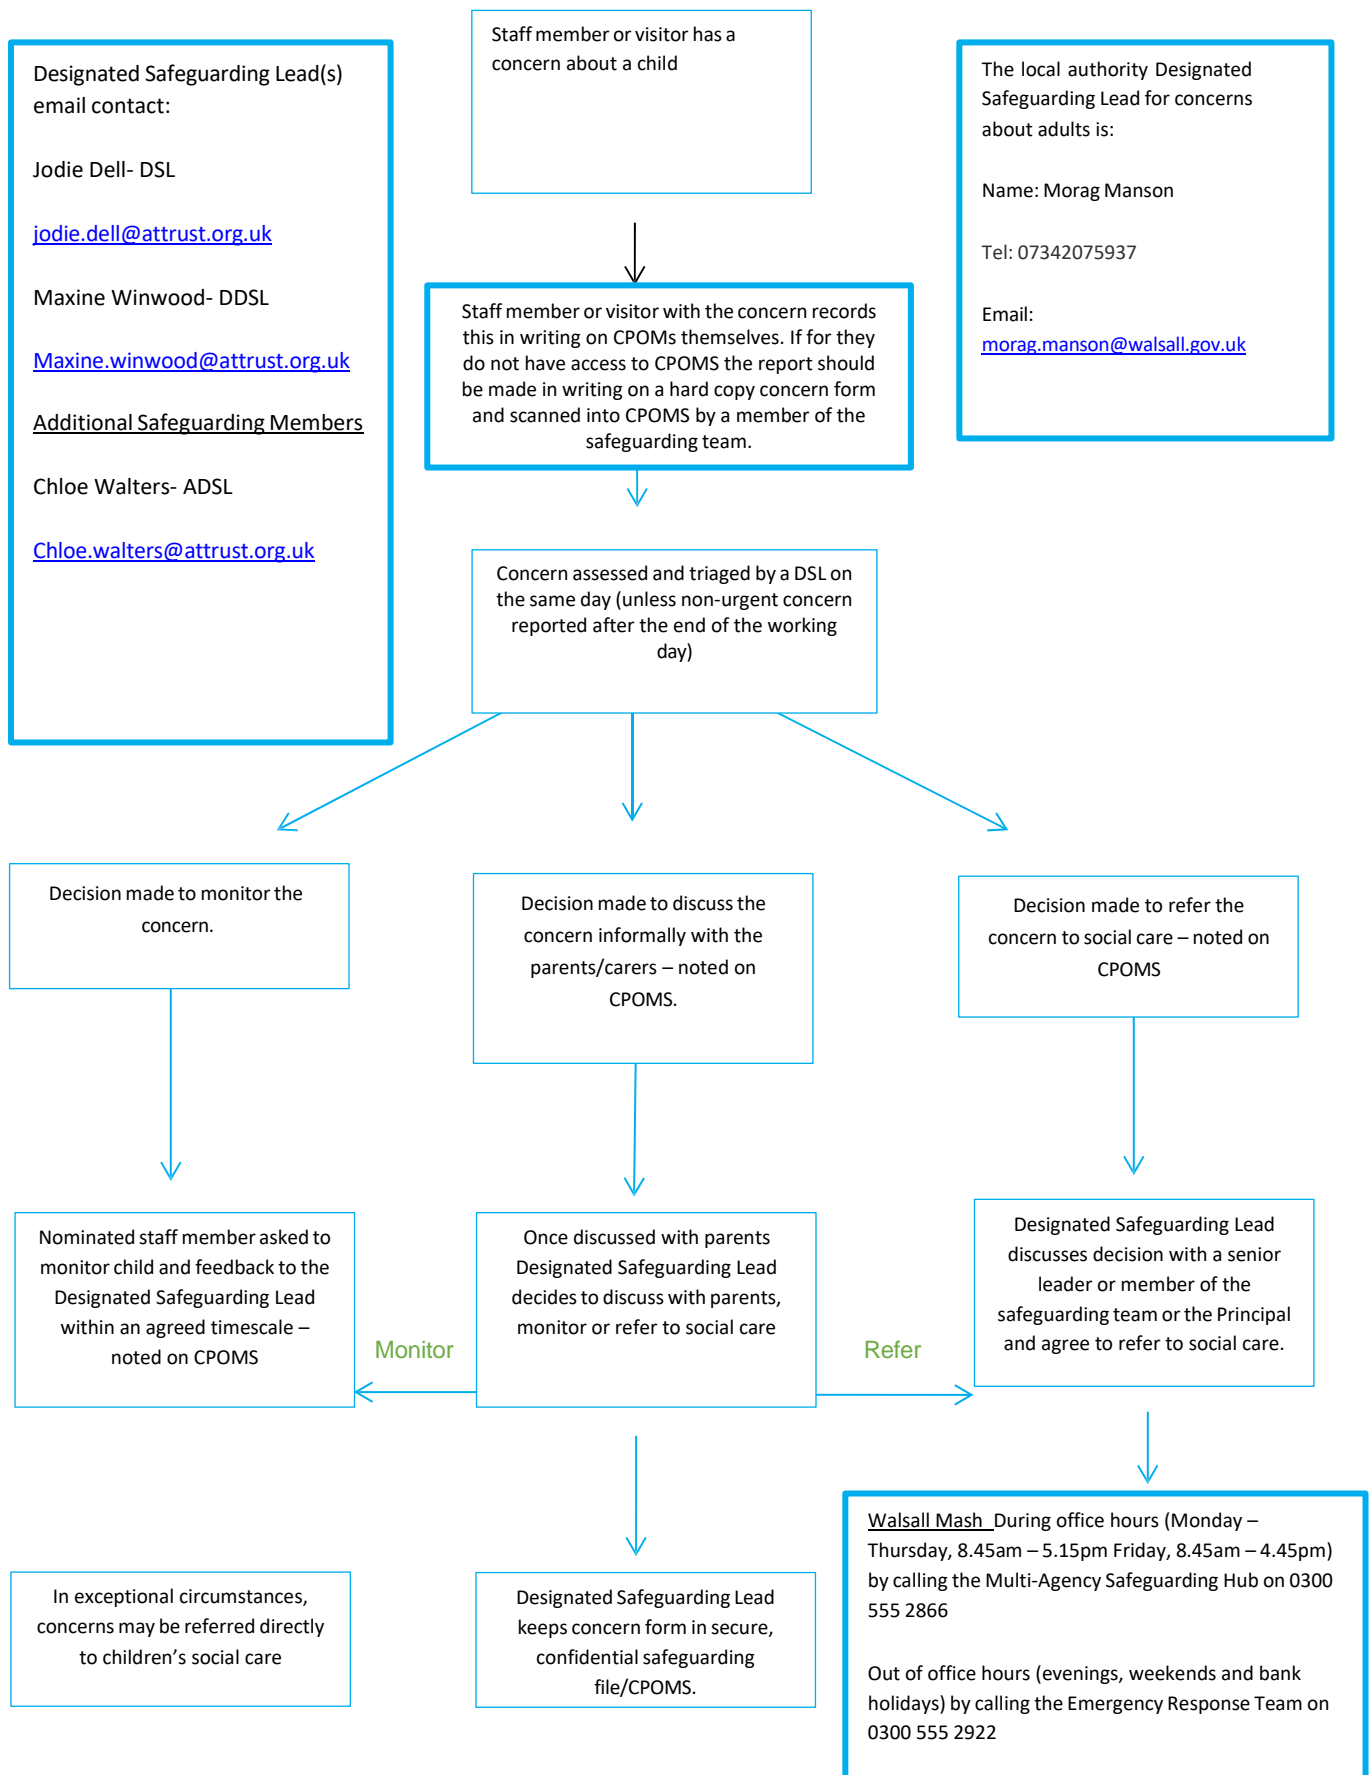 Designated Safeguarding Lead(s)
email contact:
Jodie Dell- DSL
jodie.dell@attrust.org.uk
Maxine Winwood- DDSL
Maxine.winwood@attrust.org.uk
Additional Safeguarding Members
Chloe Walters- ADSL
Chloe.walters@attrust.org.uk
Staff member or visitor has a
concern about a child
The local authority Designated
Safeguarding Lead for concerns
about adults is:
Name: Morag Manson
Tel: 07342075937
Email:
morag.manson@walsall.gov.uk
Staff member or visitor with the concern records
this in writing on CPOMs themselves. If for they
do not have access to CPOMS the report should
be made in writing on a hard copy concern form
and scanned into CPOMS by a member of the
safeguarding team.
Concern assessed and triaged by a DSL on
the same day (unless non-urgent concern
reported after the end of the working
day)
Decision made to monitor the
concern.
Decision made to discuss the
concern informally with the
parents/carers – noted on
CPOMS.
Decision made to refer the
concern to social care – noted on
CPOMS
Nominated staff member asked to
monitor child and feedback to the
Designated Safeguarding Lead
within an agreed timescale –
noted on CPOMS
Monitor
Once discussed with parents
Designated Safeguarding Lead
decides to discuss with parents,
monitor or refer to social care
Refer
Designated Safeguarding Lead
discusses decision with a senior
leader or member of the
safeguarding team or the Principal
and agree to refer to social care.
In exceptional circumstances,
concerns may be referred directly
to children’s social care
Designated Safeguarding Lead
keeps concern form in secure,
confidential safeguarding
file/CPOMS.
Walsall Mash During office hours (Monday –
Thursday, 8.45am – 5.15pm Friday, 8.45am – 4.45pm)
by calling the Multi-Agency Safeguarding Hub on 0300
555 2866
Out of office hours (evenings, weekends and bank
holidays) by calling the Emergency Response Team on
0300 555 2922